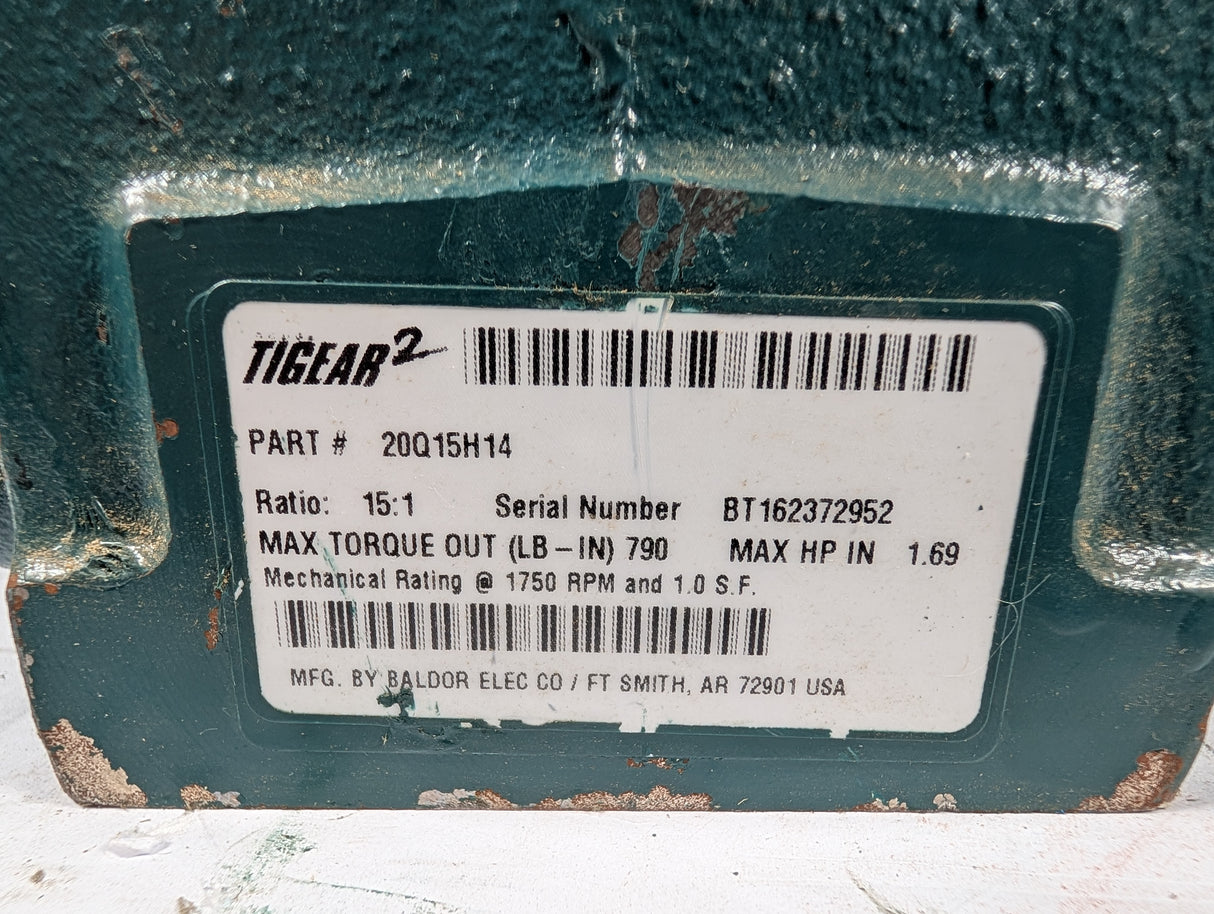 TIGEAR2
PART # 20Q15H14
Ratio: 15:1 Serial Number BT162372952
MAX TORQUE OUT (LB-IN) 790 MAX HP IN 1.69
Mechanical Rating @ 1750 RPM and 1.0 S.F.
MFG. BY BALDOR ELEC CO / FT SMITH, AR 72901 USA